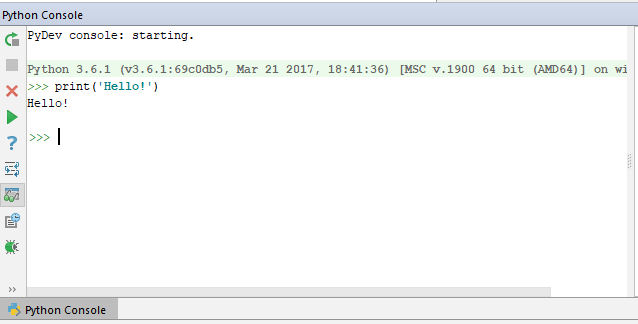 Python Console
PyDev console: starting.
Python 3.6.1 (v3.6.1:69c0db5, Mar 21 2017, 18:41:36) [MSC v.1900 64 bit (AMD64)] on wi
>>> print('Hello!')
Hello!
>>>
Python Console